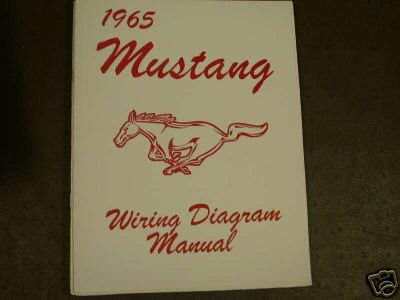 1965
Mustang
Wiring Diagram
Manual